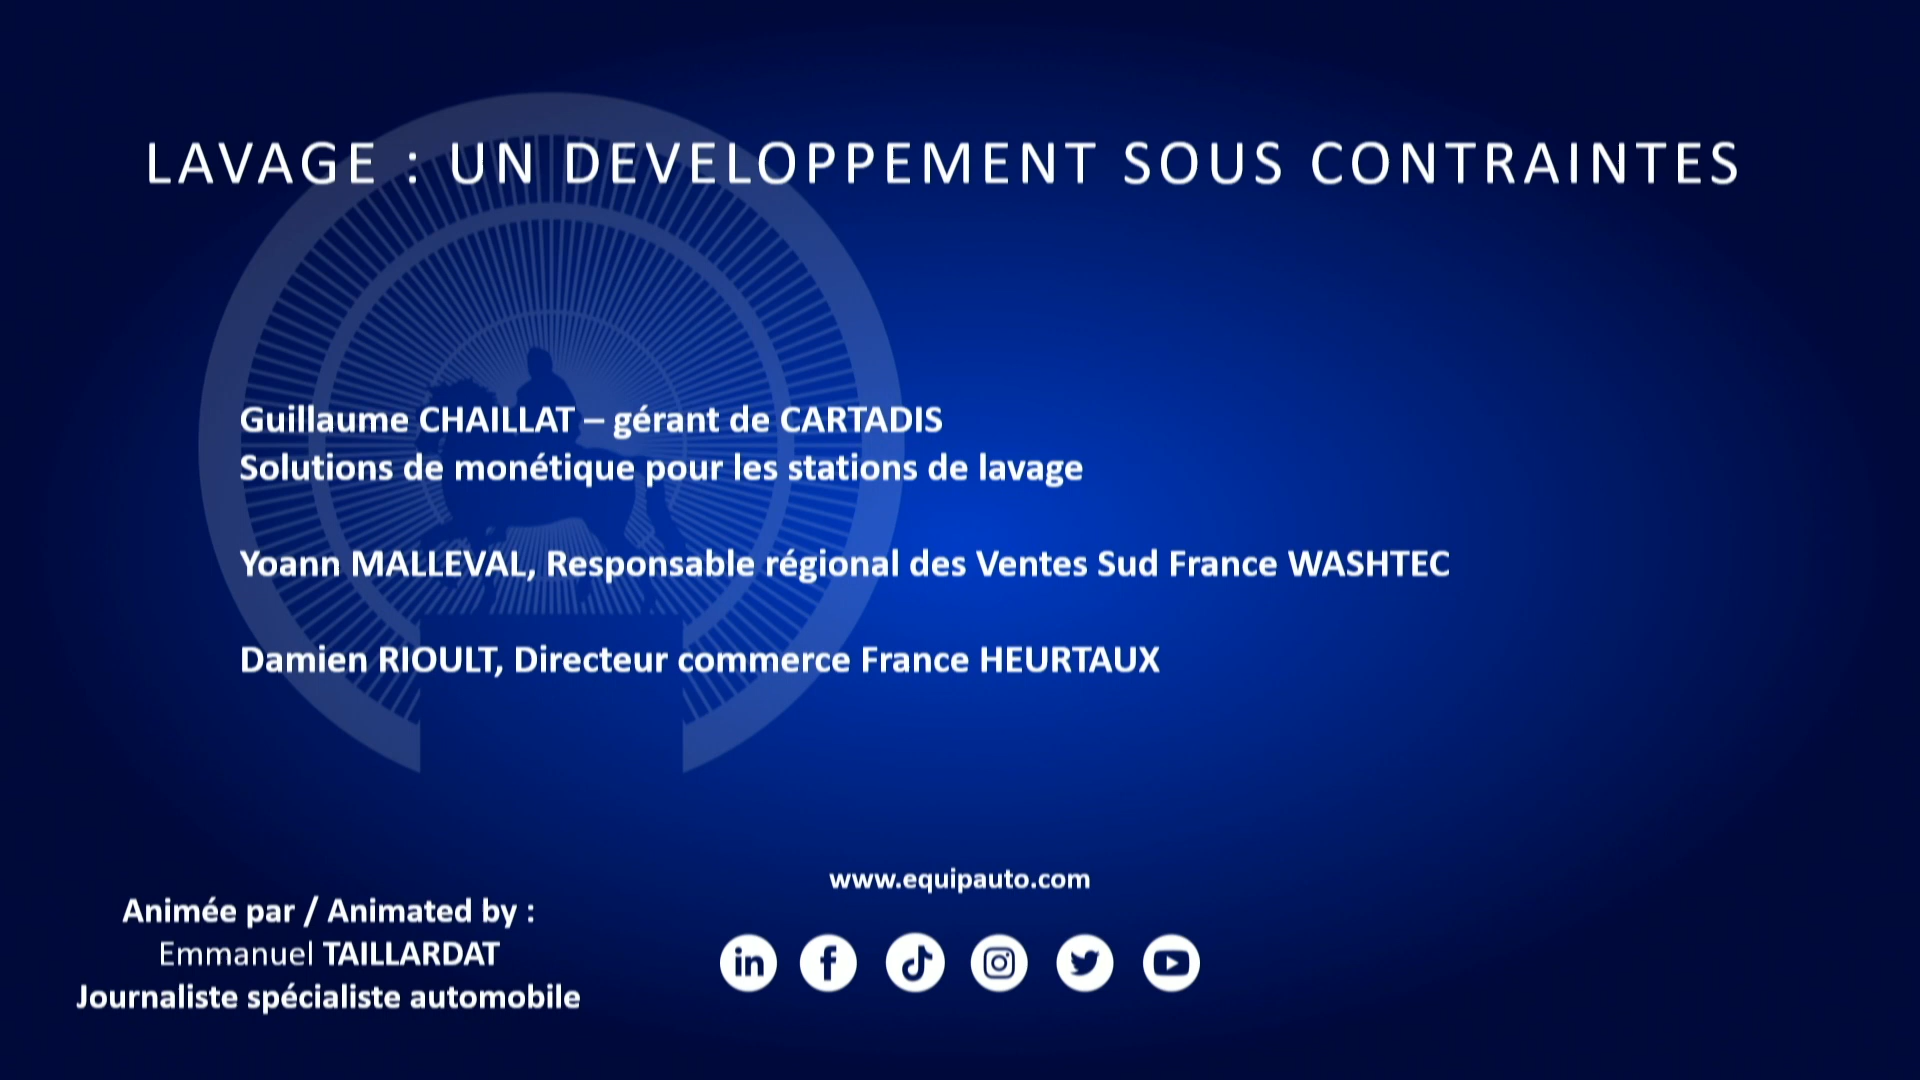 LAVAGE : UN DEVELOPPEMENT SOUS CONTRAINTES
Guillaume CHAILLAT – gérant de CARTADIS
Solutions de monétique pour les stations de lavage
Yoann MALLEVAL, Responsable régional des Ventes Sud France WASHTEC
Damien RIOULT, Directeur commerce France HEURTAUX
www.equipauto.com
Animée par / Animated by :
Emmanuel TAILLARDAT
Journaliste spécialiste automobile